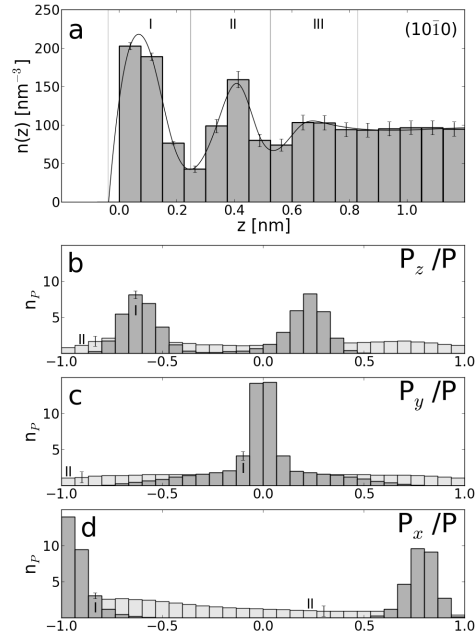 a I II III (101̄0)
n(z) [nm⁻³]
250
200
150
100
50
0
0.0 0.2 0.4 0.6 0.8 1.0
z [nm]
b P_z /P
n_P
10
5
II I
−1.0 −0.5 0.0 0.5 1.0
c P_y /P
n_P
10
5
II I
−1.0 −0.5 0.0 0.5 1.0
d P_x /P
n_P
10
5
I II
−1.0 −0.5 0.0 0.5 1.0